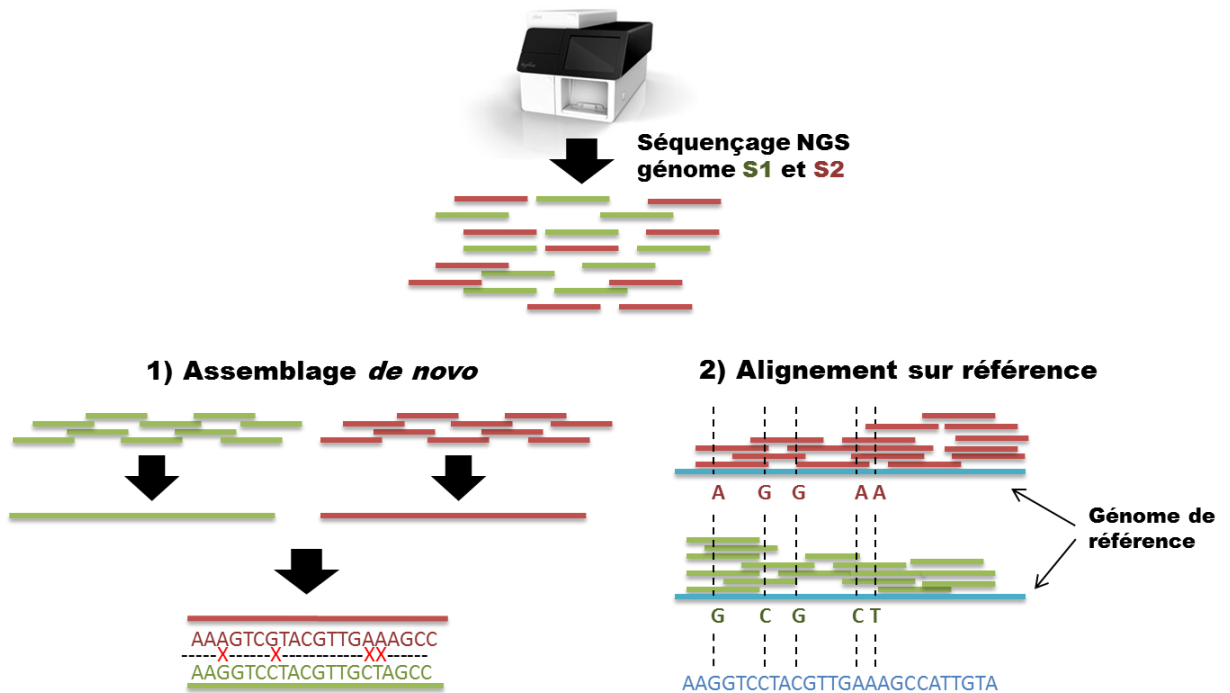 Séquençage NGS
génome S1 et S2
1) Assemblage de novo
2) Alignement sur référence
A G G A A
Génome de
référence
G C G C T
AAAGTCGTACGTTGAAAGCC
-----X------X----------XX-----
AAGGTCCTACGTTGCTAGCC
AAGGTCCTACGTTGAAAGCCATTGTA